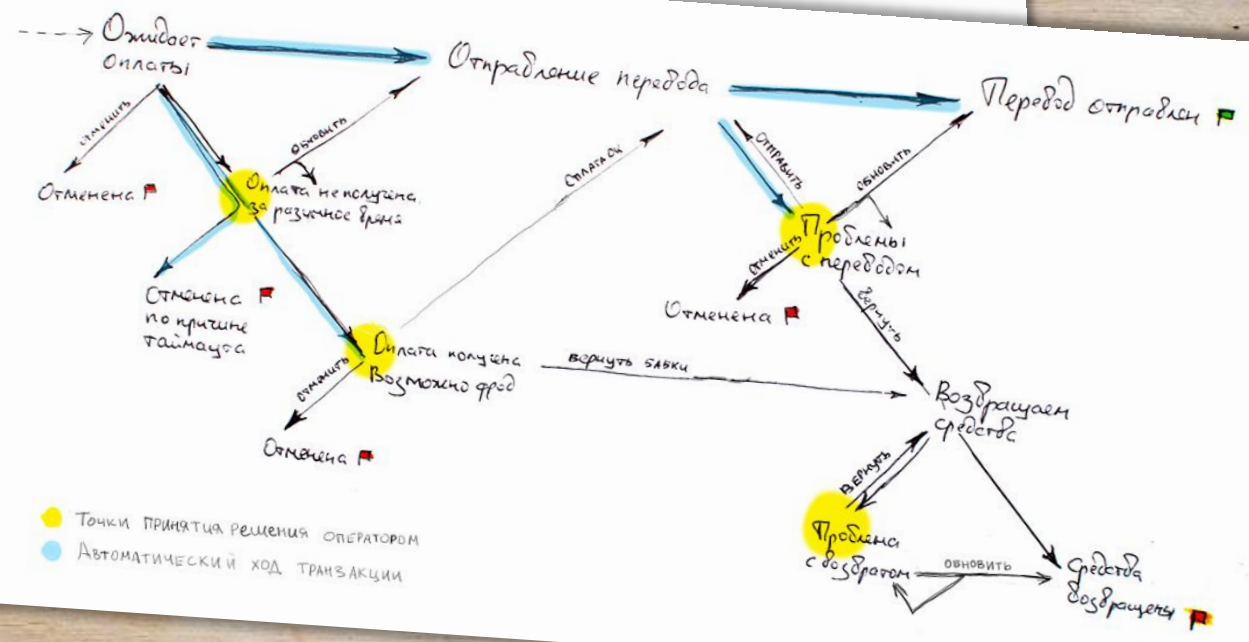 Ожидает
оплаты
Отправление перевода
Перевод отправлен
отменить
Отменена
обновить
Оплата не получена
за разумное время
Отменена
по причине
таймаута
оплата ок
Отправить
обновить
Проблемы
с переводом
отменить
Отменена
вернуть
Оплата получена
Возможно фрод
отменить
Отменена
вернуть бабки
Возвращаем
средства
вернуть
Проблема
с возвратом
обновить
Средства
возвращены
Точки принятия решения оператором
Автоматический ход транзакции